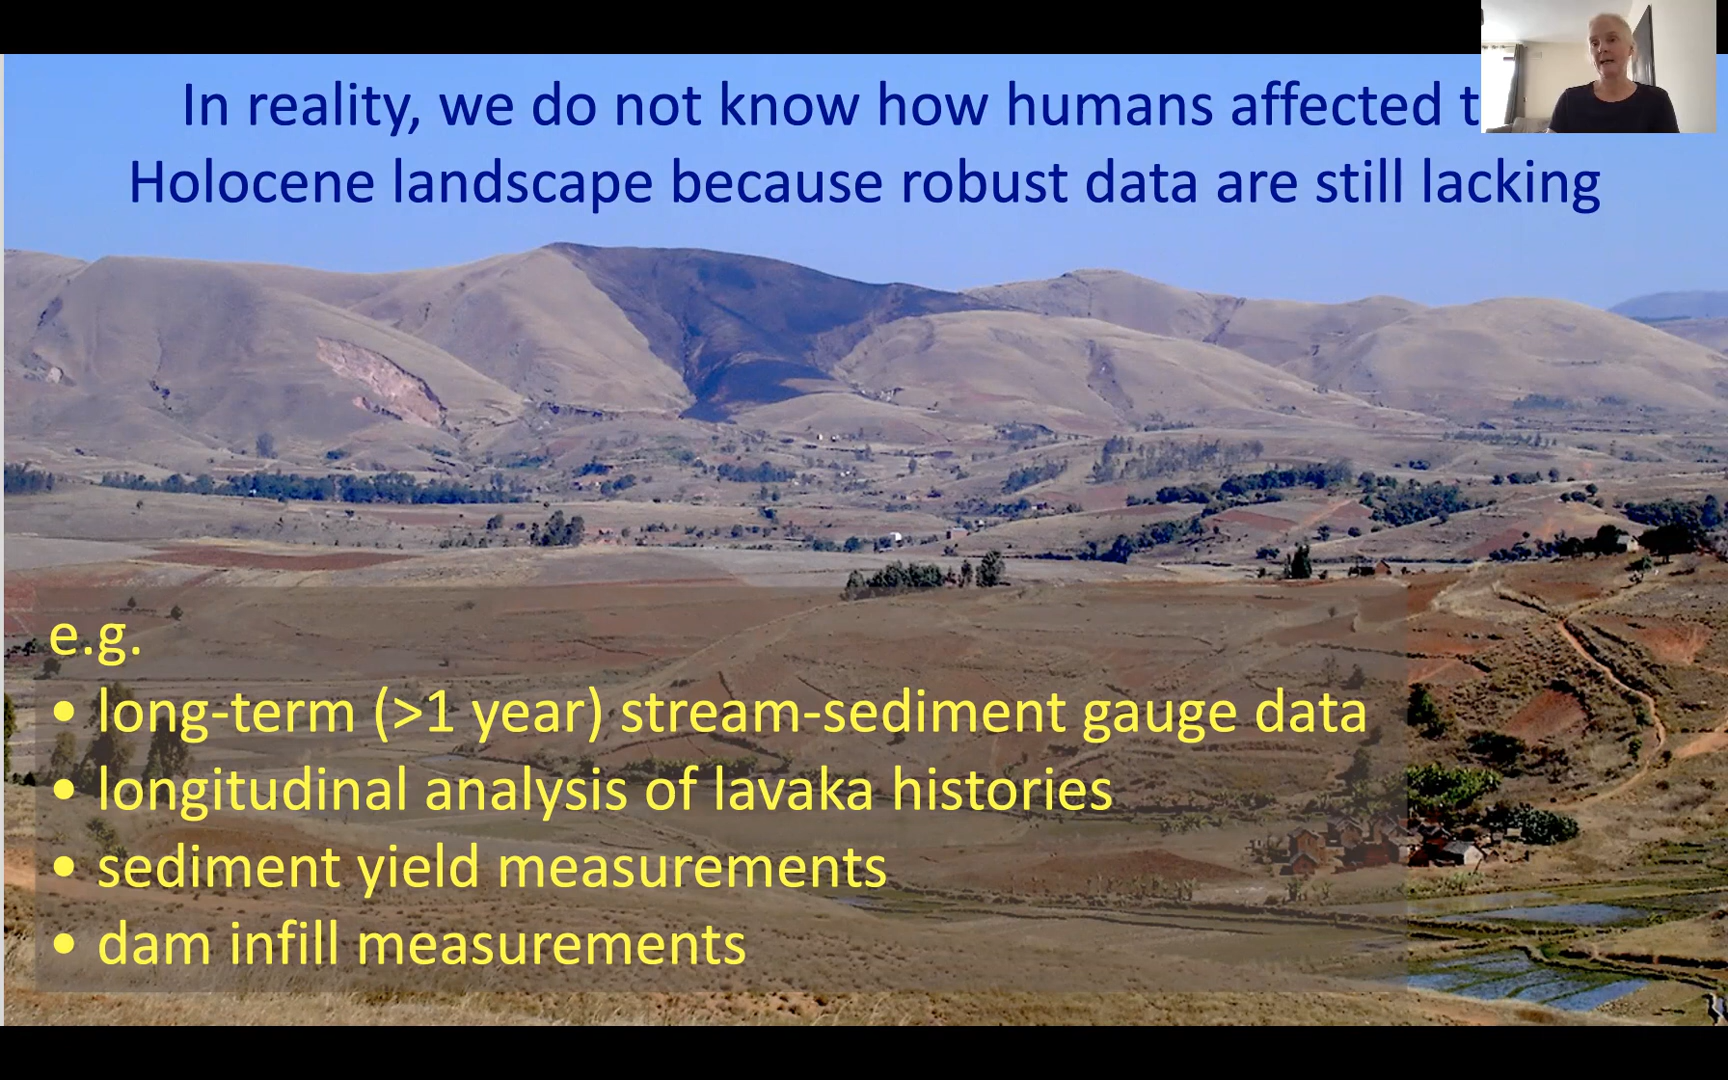 In reality, we do not know how humans affected
Holocene landscape because robust data are still lacking
e.g.
• long-term (>1 year) stream-sediment gauge data
• longitudinal analysis of lavaka histories
• sediment yield measurements
• dam infill measurements